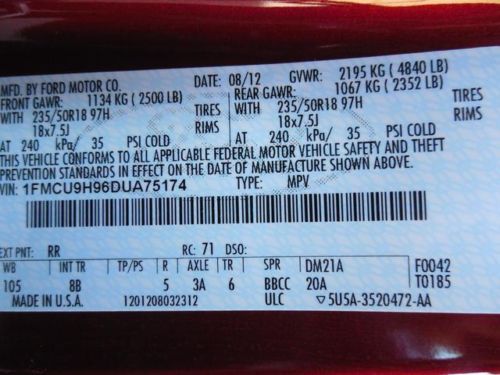 MFD. BY FORD MOTOR CO.
DATE: 08/12 GVWR: 2195 KG (4840 LB)
FRONT GAWR: 1134 KG (2500 LB) REAR GAWR: 1067 KG (2352 LB)
WITH 235/50R18 97H TIRES WITH 235/50R18 97H TIRES
18x7.5J RIMS 18x7.5J RIMS
AT 240 kPa/ 35 PSI COLD AT 240 kPa/ 35 PSI COLD
THIS VEHICLE CONFORMS TO ALL APPLICABLE FEDERAL MOTOR VEHICLE SAFETY AND THEFT
PREVENTION STANDARDS IN EFFECT ON THE DATE OF MANUFACTURE SHOWN ABOVE.
VIN: 1FMCU9H96DUA75174 TYPE: MPV
EXT PNT: RR RC: 71 DSO:
WB INT TR TP/PS R AXLE TR SPR DM21A F0042
105 8B 5 3A 6 BBCC 20A T0185
MADE IN U.S.A. 1201208032312 ULC ▽5U5A-3520472-AA